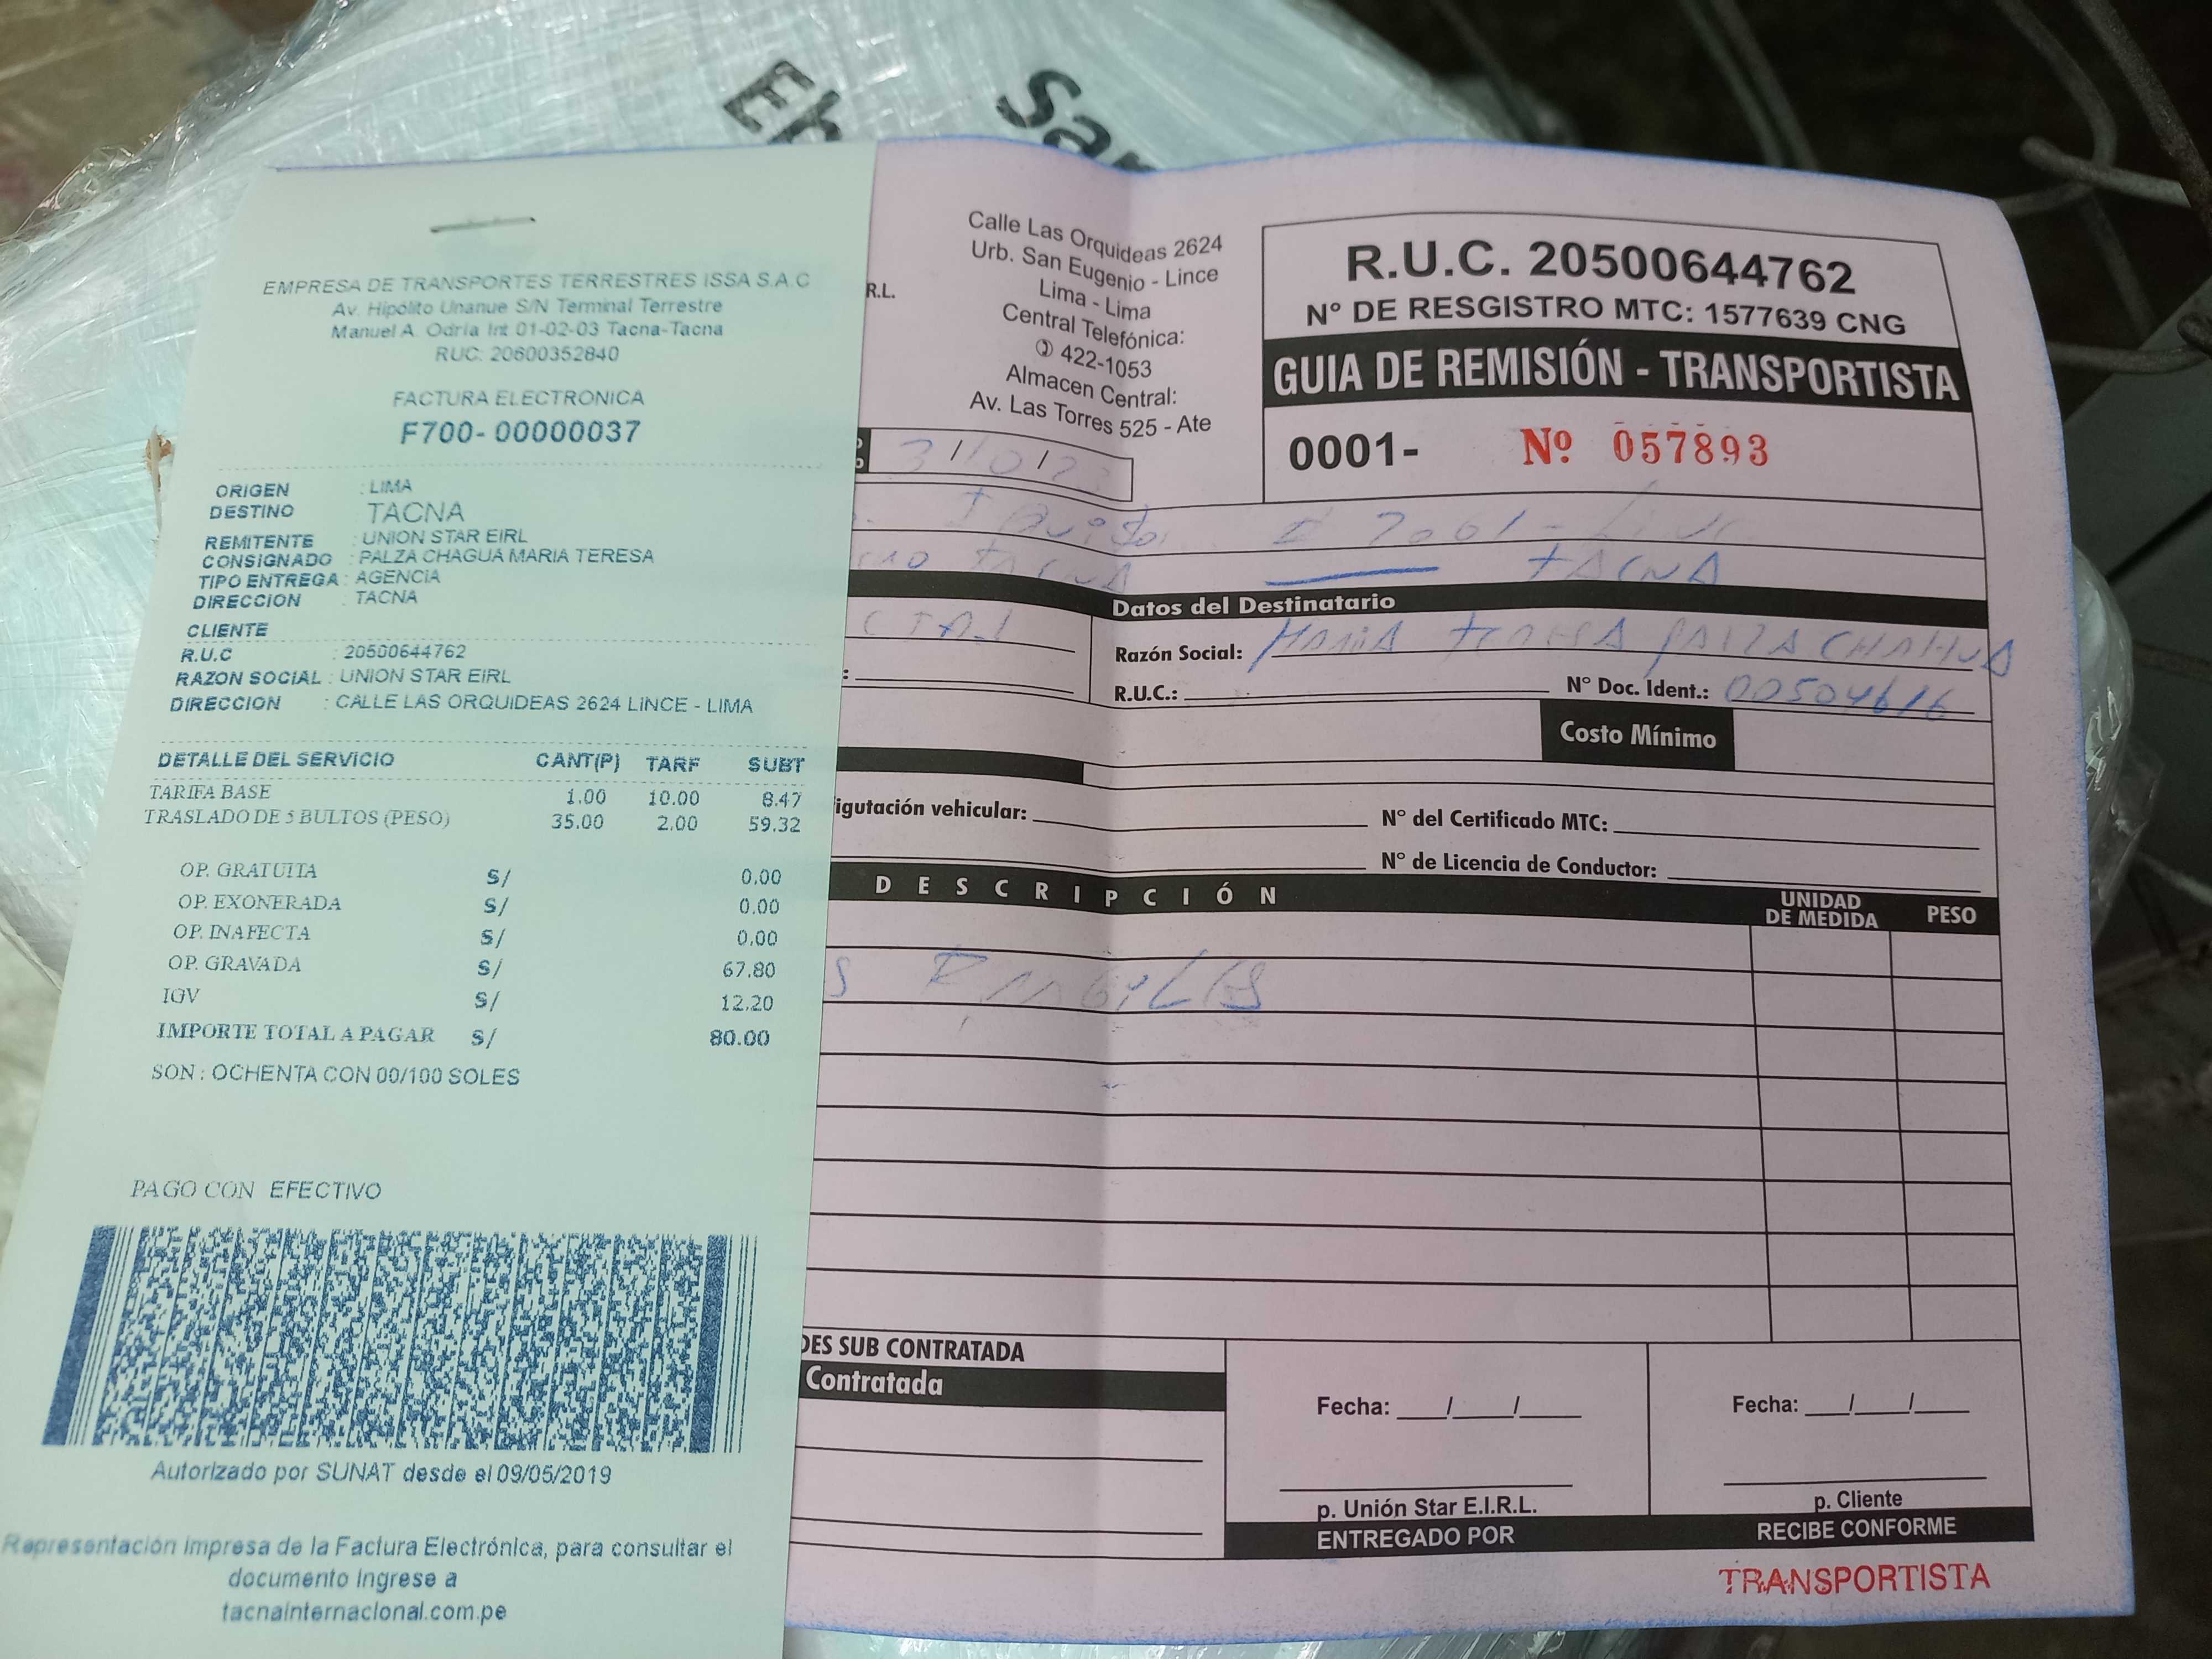 Eb
Sar
EMPRESA DE TRANSPORTES TERRESTRES ISSA S.A.C
Av. Hipólito Unanue S/N Terminal Terrestre
Manuel A. Odria Int 01-02-03 Tacna-Tacna
RUC: 20600352840
FACTURA ELECTRONICA
F700- 00000037
ORIGEN : LIMA
DESTINO TACNA
REMITENTE : UNION STAR EIRL
CONSIGNADO : PALZA CHAGUA MARIA TERESA
TIPO ENTREGA : AGENCIA
DIRECCION : TACNA
CLIENTE
R.U.C : 20500644762
RAZON SOCIAL : UNION STAR EIRL
DIRECCION : CALLE LAS ORQUIDEAS 2624 LINCE - LIMA
DETALLE DEL SERVICIO CANT(P) TARF SUBT
TARIFA BASE 1.00 10.00 8.47
TRASLADO DE 5 BULTOS (PESO) 35.00 2.00 59.32
OP. GRATUITA S/ 0.00
OP. EXONERADA S/ 0.00
OP. INAFECTA S/ 0.00
OP. GRAVADA S/ 67.80
IGV S/ 12.20
IMPORTE TOTAL A PAGAR S/ 80.00
SON : OCHENTA CON 00/100 SOLES
PAGO CON EFECTIVO
Autorizado por SUNAT desde el 09/05/2019
Representación Impresa de la Factura Electrónica, para consultar el
documento Ingrese a
tacnainternacional.com.pe
R.L.
Calle Las Orquideas 2624
Urb. San Eugenio - Lince
Lima - Lima
Central Telefónica:
422-1053
Almacen Central:
Av. Las Torres 525 - Ate
R.U.C. 20500644762
N° DE RESGISTRO MTC: 1577639 CNG
GUIA DE REMISIÓN - TRANSPORTISTA
0001- Nº 057893
TACNA TACNA
Datos del Destinatario
Razón Social: MARIA TERESA PALZA CHAHUA
R.U.C.: N° Doc. Ident.: 00504616
Costo Mínimo
igutación vehicular: N° del Certificado MTC:
N° de Licencia de Conductor:
DESCRIPCIÓN UNIDAD DE MEDIDA PESO
DES SUB CONTRATADA
Contratada
Fecha: / / Fecha: / /
p. Unión Star E.I.R.L. p. Cliente
ENTREGADO POR RECIBE CONFORME
TRANSPORTISTA